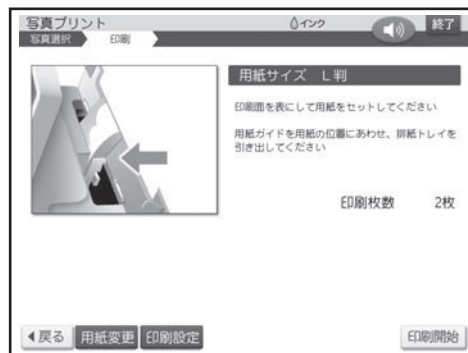 写真プリント
インク
終了
写真選択
印刷
用紙サイズ L判
印刷面を表にして用紙をセットしてください
用紙ガイドを用紙の位置にあわせ、排紙トレイを
引き出してください
印刷枚数 2枚
戻る
用紙変更
印刷設定
印刷開始